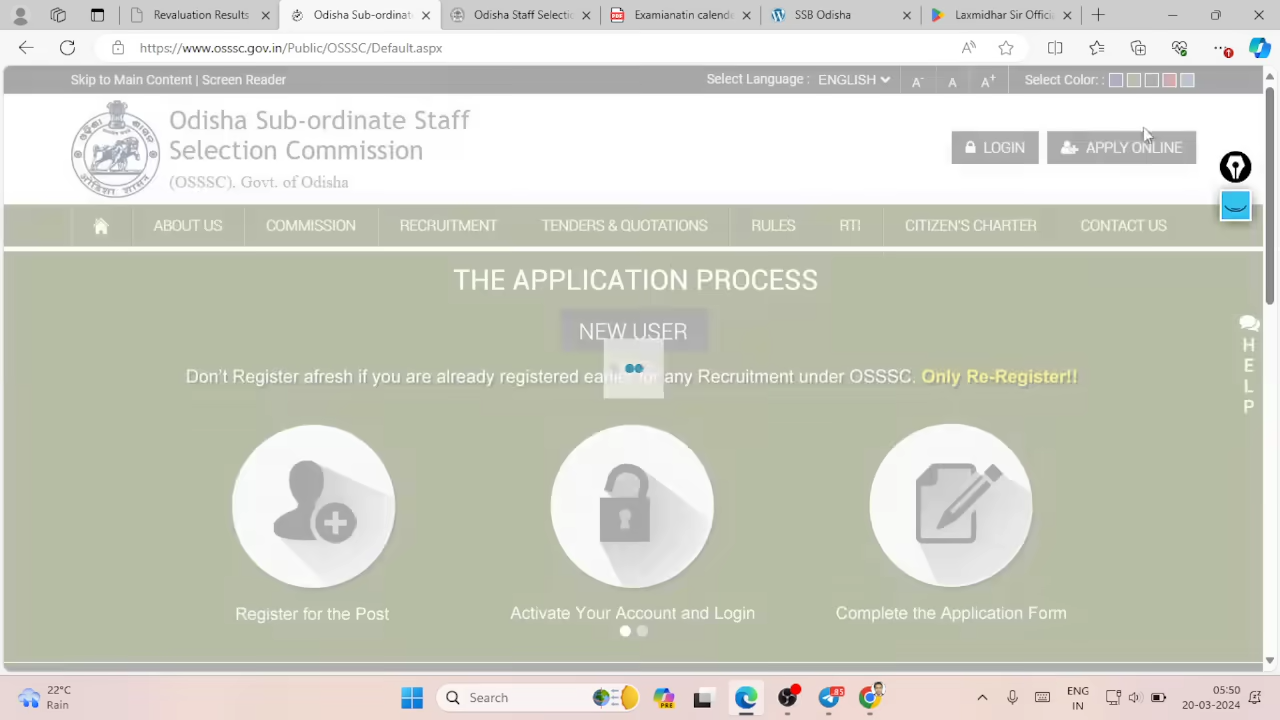 Revaluation Results
Odisha Sub-ordinat
Odisha Staff Selectio
Examianatin calend
SSB Odisha
Laxmidhar Sir Offici
https://www.osssc.gov.in/Public/OSSSC/Default.aspx
Skip to Main Content | Screen Reader
Select Language : ENGLISH
A- A A+
Select Color: :
Odisha Sub-ordinate Staff
Selection Commission
(OSSSC), Govt. of Odisha
LOGIN
APPLY ONLINE
ABOUT US COMMISSION RECRUITMENT TENDERS & QUOTATIONS RULES RTI CITIZEN'S CHARTER CONTACT US
THE APPLICATION PROCESS
NEW USER
Don't Register afresh if you are already registered earlier for any Recruitment under OSSSC. Only Re-Register!!
HELP
Register for the Post
Activate Your Account and Login
Complete the Application Form
22°C
Rain
Search
PRE
85
ENG
IN
05:50
20-03-2024